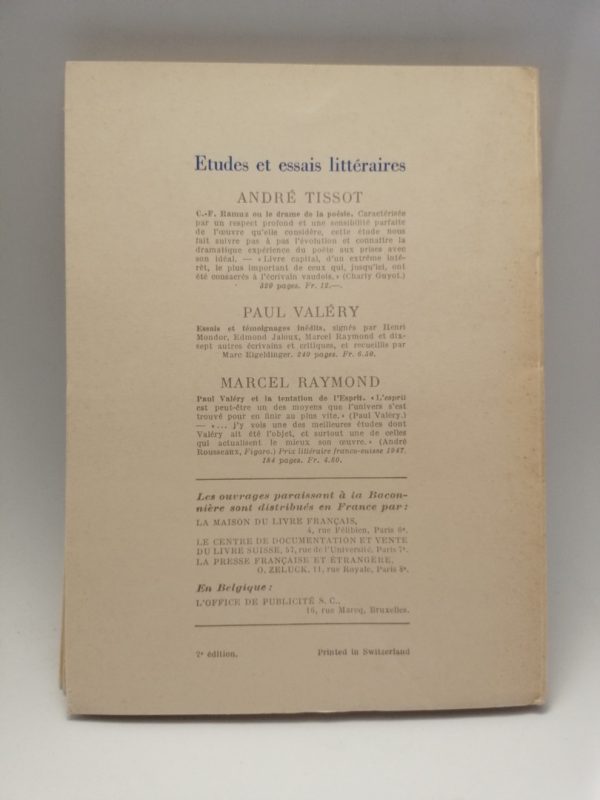 Etudes et essais littéraires
ANDRÉ TISSOT
C.-F. Ramuz ou le drame de la poésie. Caractérisée
par un respect profond et une sensibilité parfaite
de l'œuvre qu'elle considère, cette étude nous
fait suivre pas à pas l'évolution et connaître la
dramatique expérience du poète aux prises avec
son idéal. — « Livre capital, d'un extrême inté-
rêt, le plus important de ceux qui, jusqu'ici, ont
été consacrés à l'écrivain vaudois. » (Charly Guyot.)
320 pages. Fr. 12.—.
PAUL VALÉRY
Essais et témoignages inédits, signés par Henri
Mondor, Edmond Jaloux, Marcel Raymond et dix-
sept autres écrivains et critiques, et recueillis par
Marc Eigeldinger. 240 pages. Fr. 6.50.
MARCEL RAYMOND
Paul Valéry et la tentation de l'Esprit. « L'esprit
est peut-être un des moyens que l'univers s'est
trouvé pour en finir au plus vite. » (Paul Valéry.)
— « ... j'y vois une des meilleures études dont
Valéry ait été l'objet, et surtout une de celles
qui actualisent le mieux son œuvre. » (André
Rousseaux, Figaro.) Prix littéraire franco-suisse 1947.
184 pages. Fr. 4.80.
Les ouvrages paraissant à la Bacon-
nière sont distribués en France par :
LA MAISON DU LIVRE FRANÇAIS,
4, rue Félibien, Paris 6e.
LE CENTRE DE DOCUMENTATION ET VENTE
DU LIVRE SUISSE, 57, rue de l'Université, Paris 7e.
LA PRESSE FRANÇAISE ET ÉTRANGÈRE,
O. ZELUCK, 11, rue Royale, Paris 8e.
En Belgique :
L'OFFICE DE PUBLICITÉ S. C.,
16, rue Marcq, Bruxelles.
7e édition. Printed in Switzerland